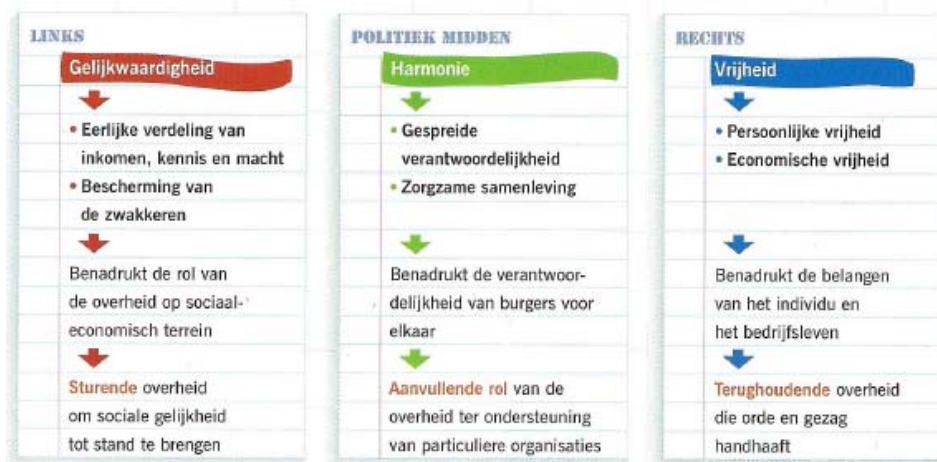 LINKS
Gelijkwaardigheid
• Eerlijke verdeling van
inkomen, kennis en macht
• Bescherming van
de zwakkeren
Benadrukt de rol van
de overheid op sociaal-
economisch terrein
Sturende overheid
om sociale gelijkheid
tot stand te brengen
POLITIEK MIDDEN
Harmonie
• Gespreide
verantwoordelijkheid
• Zorgzame samenleving
Benadrukt de verantwoor-
delijkheid van burgers voor
elkaar
Aanvullende rol van de
overheid ter ondersteuning
van particuliere organisaties
RECHTS
Vrijheid
• Persoonlijke vrijheid
• Economische vrijheid
Benadrukt de belangen
van het individu en
het bedrijfsleven
Terughoudende overheid
die orde en gezag
handhaaft